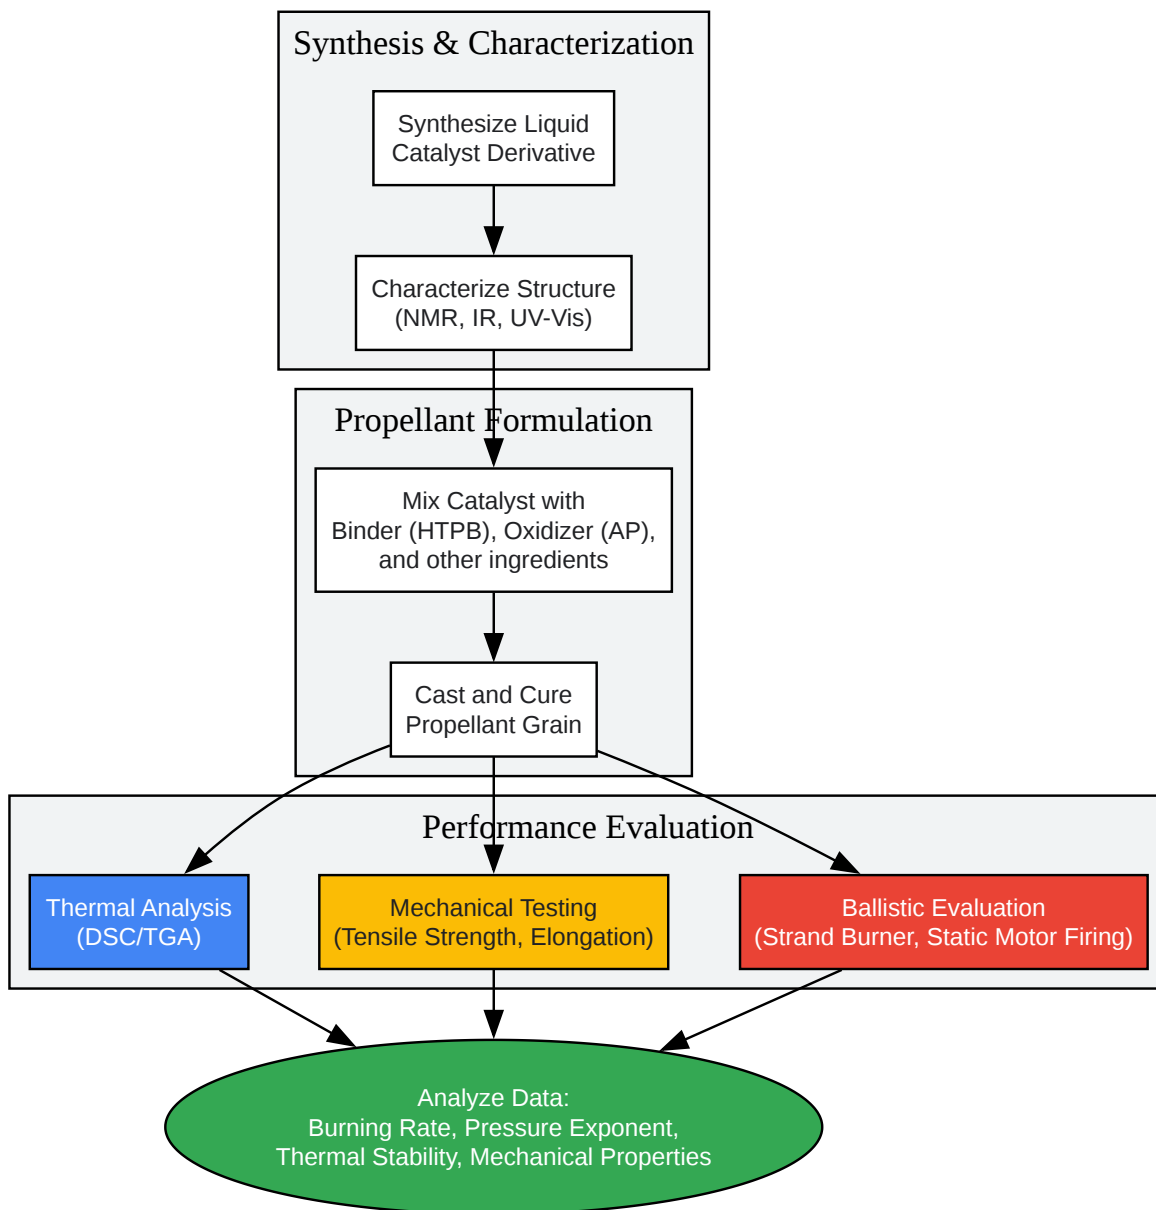 Synthesis & Characterization
Synthesize Liquid
Catalyst Derivative
Characterize Structure
(NMR, IR, UV-Vis)
Propellant Formulation
Mix Catalyst with
Binder (HTPB), Oxidizer (AP),
and other ingredients
Cast and Cure
Propellant Grain
Performance Evaluation
Thermal Analysis
(DSC/TGA)
Mechanical Testing
(Tensile Strength, Elongation)
Ballistic Evaluation
(Strand Burner, Static Motor Firing)
Analyze Data:
Burning Rate, Pressure Exponent,
Thermal Stability, Mechanical Properties